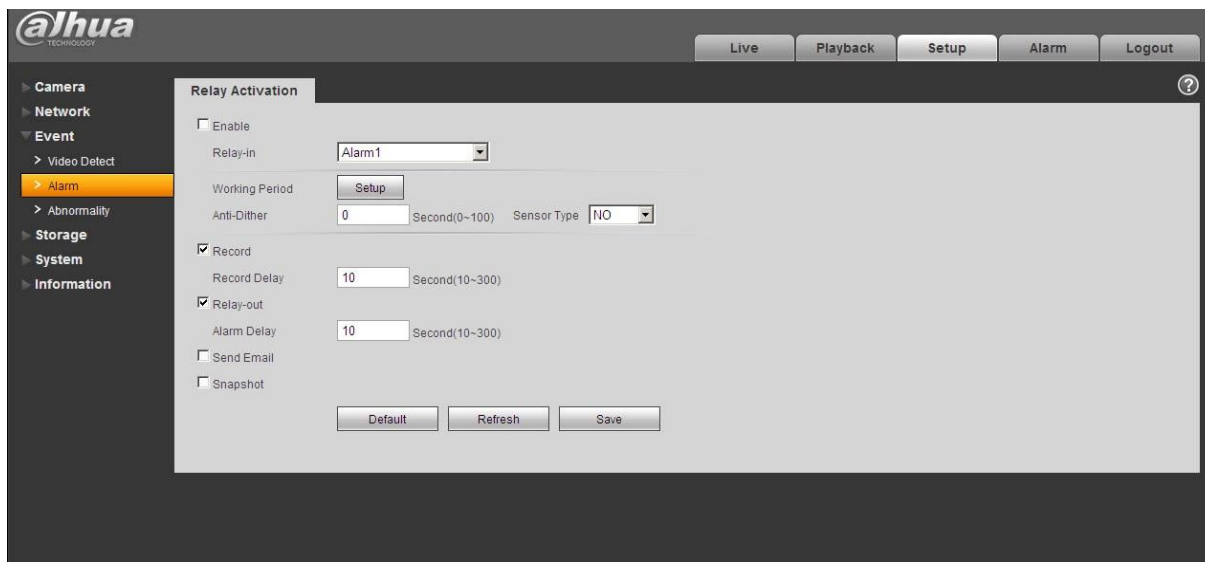 alhua
TECHNOLOGY
Live Playback Setup Alarm Logout
Camera
Network
Event
> Video Detect
> Alarm
> Abnormality
Storage
System
Information
Relay Activation
?
Enable
Relay-in Alarm1
Working Period Setup
Anti-Dither 0 Second(0~100) Sensor Type NO
Record
Record Delay 10 Second(10~300)
Relay-out
Alarm Delay 10 Second(10~300)
Send Email
Snapshot
Default Refresh Save